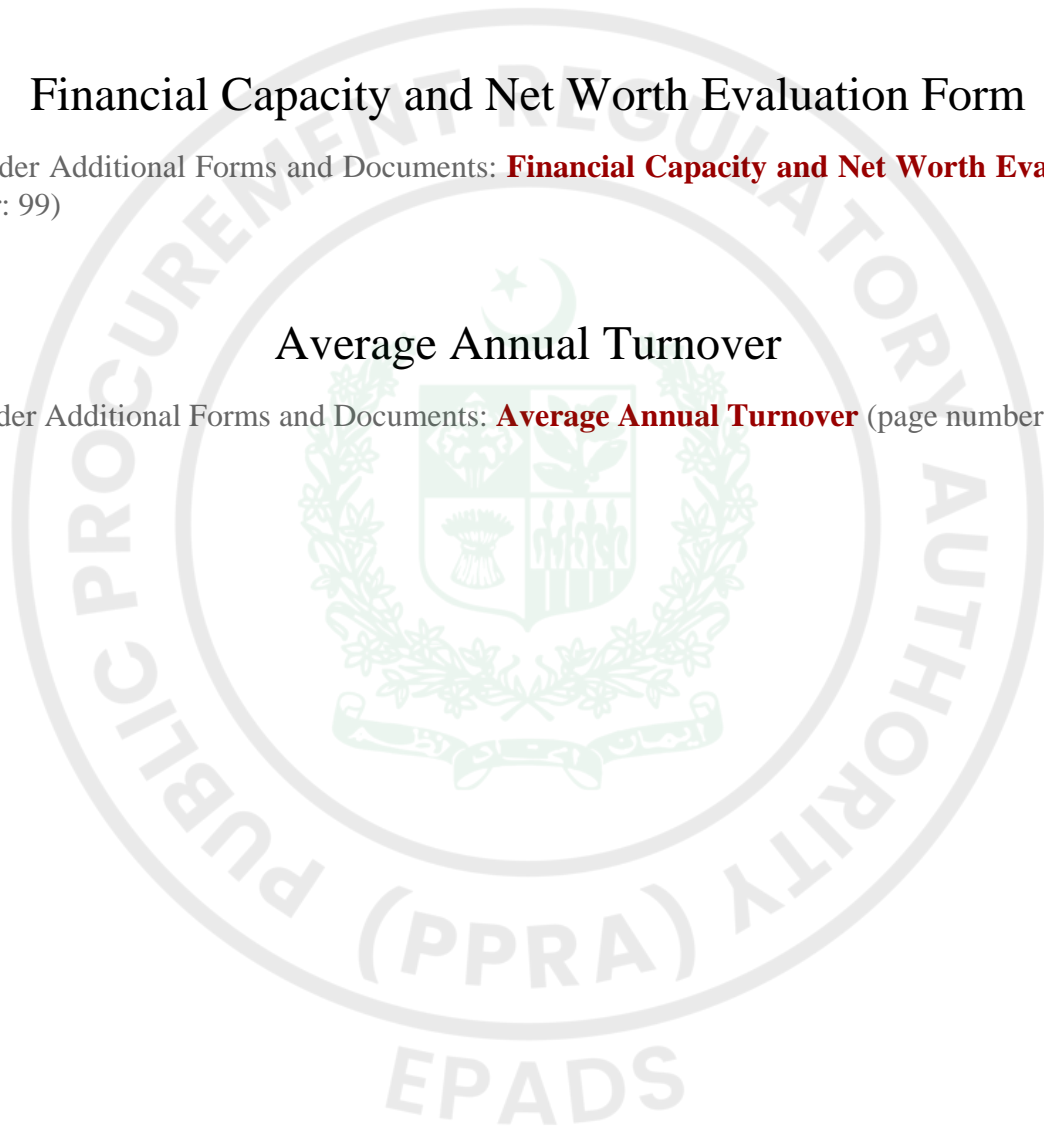 Financial Capacity and Net Worth Evaluation Form
der Additional Forms and Documents: Financial Capacity and Net Worth Eva
: 99)
Average Annual Turnover
der Additional Forms and Documents: Average Annual Turnover (page number
PUBLIC PROCUREMENT REGULATORY AUTHORITY
(PPRA)
EPADS